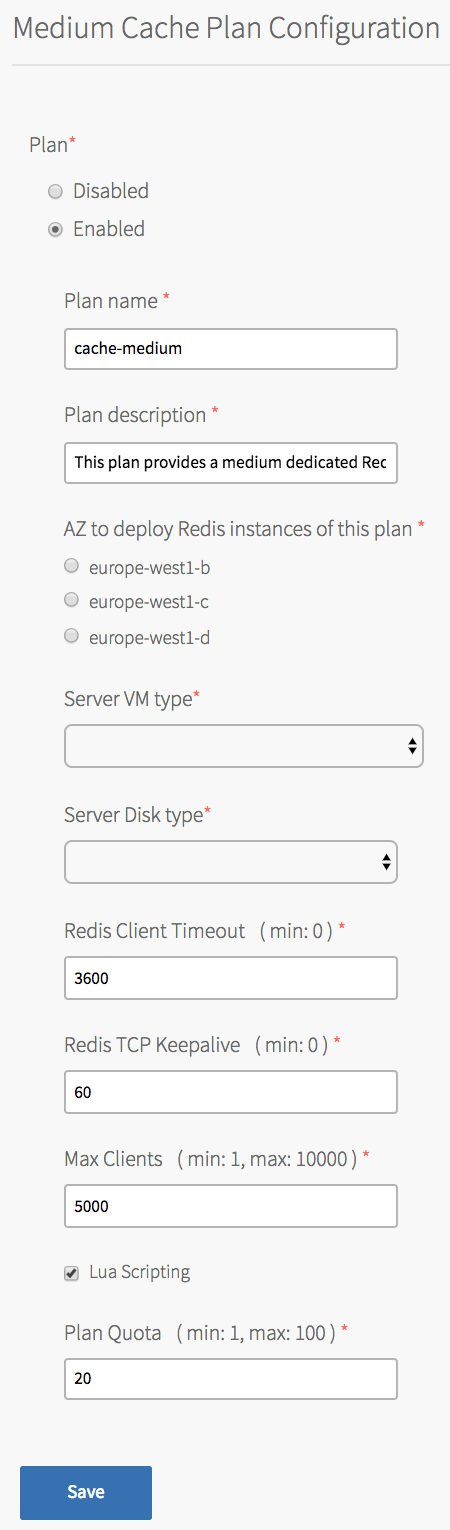 Medium Cache Plan Configuration
Plan*
Disabled
Enabled
Plan name *
cache-medium
Plan description *
This plan provides a medium dedicated Rec
AZ to deploy Redis instances of this plan *
europe-west1-b
europe-west1-c
europe-west1-d
Server VM type*
Server Disk type*
Redis Client Timeout ( min: 0 ) *
3600
Redis TCP Keepalive ( min: 0 ) *
60
Max Clients ( min: 1, max: 10000 ) *
5000
Lua Scripting
Plan Quota ( min: 1, max: 100 ) *
20
Save